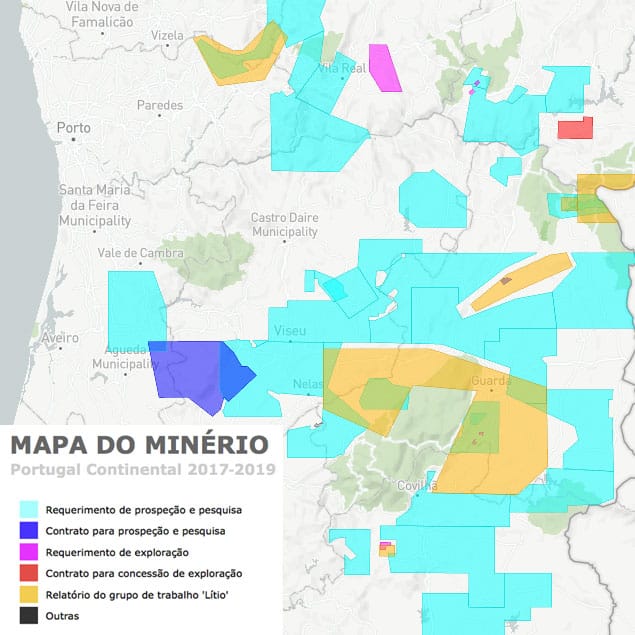 Vila Nova de
Famalicão
Vizela
Vila Real
Paredes
Porto
Santa Maria
da Feira
Municipality
Castro Daire
Municipality
Vale de Cambra
Aveiro
Águeda
Municipality
Viseu
Nelas
Guarda
Covilhã
MAPA DO MINÉRIO
Portugal Continental 2017-2019
Requerimento de prospeção e pesquisa
Contrato para prospeção e pesquisa
Requerimento de exploração
Contrato para concessão de exploração
Relatório do grupo de trabalho 'Lítio'
Outras